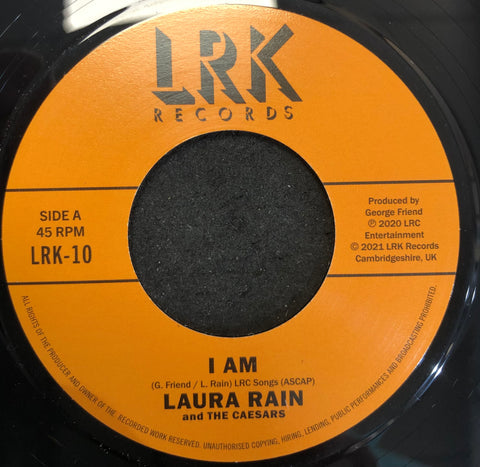 LRK
RECORDS
SIDE A
45 RPM
LRK-10
Produced by
George Friend
℗ 2020 LRC
Entertainment
© 2021 LRK Records
Cambridgeshire, UK
I AM
(G. Friend / L. Rain) LRC Songs (ASCAP)
LAURA RAIN
and THE CAESARS
ALL RIGHTS OF THE PRODUCER AND OWNER OF THE RECORDED WORK RESERVED. UNAUTHORISED COPYING, HIRING, LENDING, PUBLIC PERFORMANCES AND BROADCASTING PROHIBITED.